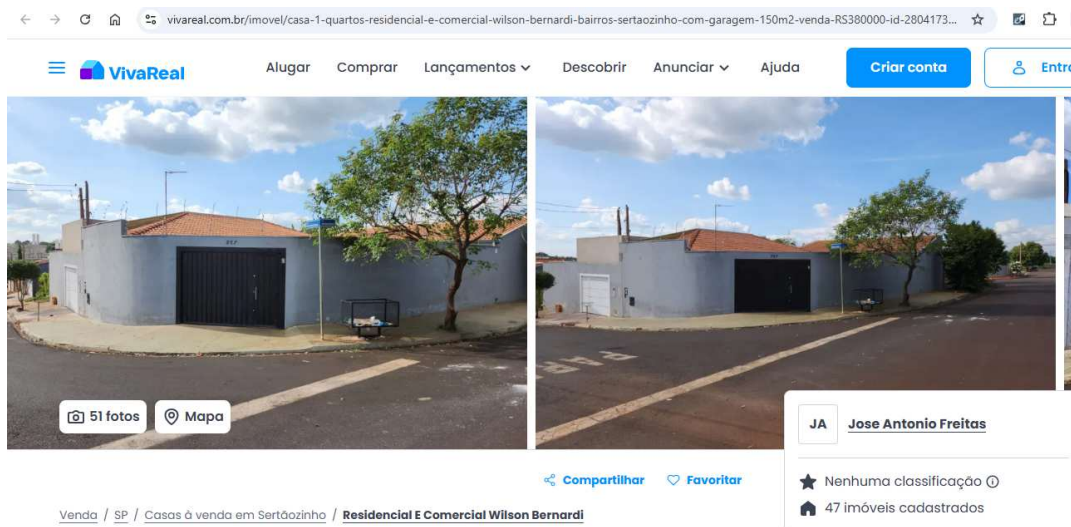 vivareal.com.br/imovel/casa-1-quartos-residencial-e-comercial-wilson-bernardi-bairros-sertaozinho-com-garagem-150m2-venda-RS380000-id-2804173...
VivaReal Alugar Comprar Lançamentos Descobrir Anunciar Ajuda Criar conta Entra
51 fotos Mapa
JA Jose Antonio Freitas
Compartilhar Favoritar
Nenhuma classificação
47 imóveis cadastrados
Venda / SP / Casas à venda em Sertãozinho / Residencial E Comercial Wilson Bernardi